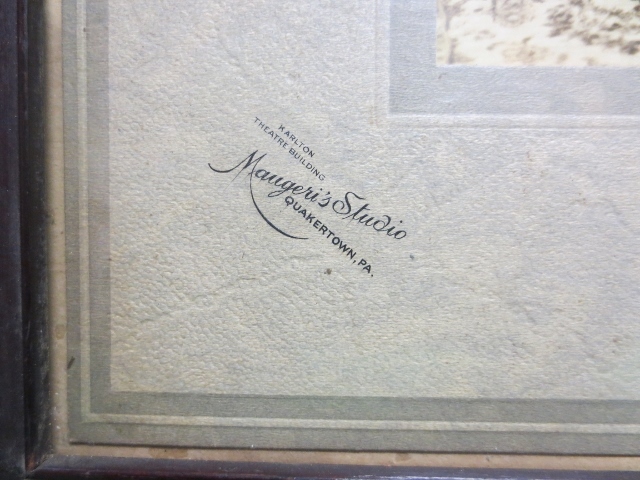 KARLTON
THEATRE BUILDING
Maugeri's Studio
QUAKERTOWN, PA.